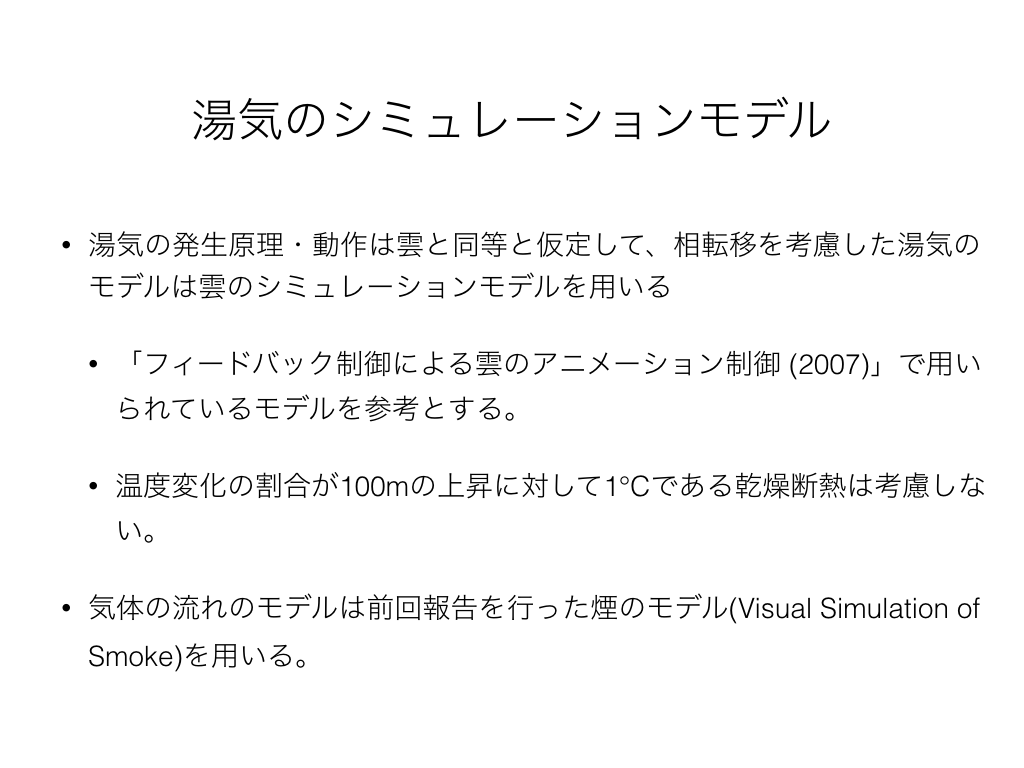 湯気のシミュレーションモデル
• 湯気の発生原理・動作は雲と同等と仮定して、相転移を考慮した湯気の
モデルは雲のシミュレーションモデルを用いる
• 「フィードバック制御による雲のアニメーション制御 (2007)」で用い
られているモデルを参考とする。
• 温度変化の割合が100mの上昇に対して1°Cである乾燥断熱は考慮しな
い。
• 気体の流れのモデルは前回報告を行った煙のモデル(Visual Simulation of
Smoke)を用いる。